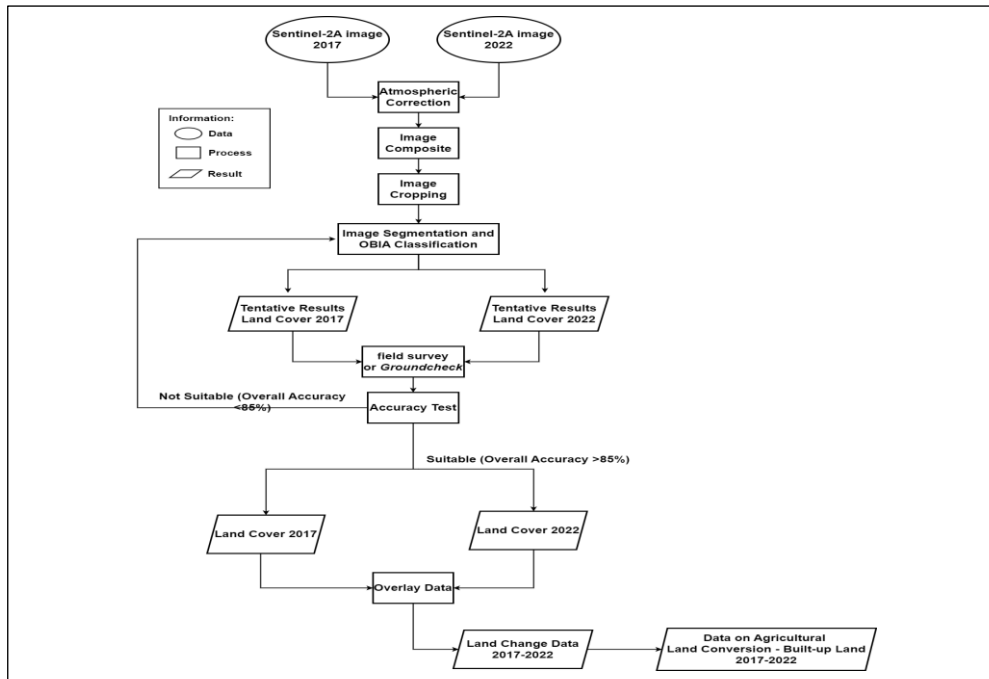 Sentinel-2A image
2017
Sentinel-2A image
2022
Atmospheric
Correction
Information:
Data
Process
Result
Image
Composite
Image
Cropping
Image Segmentation and
OBIA Classification
Tentative Results
Land Cover 2017
Tentative Results
Land Cover 2022
field survey
or Groundcheck
Not Suitable (Overall Accuracy
<85%)
Accuracy Test
Suitable (Overall Accuracy >85%)
Land Cover 2017
Land Cover 2022
Overlay Data
Land Change Data
2017-2022
Data on Agricultural
Land Conversion - Built-up Land
2017-2022